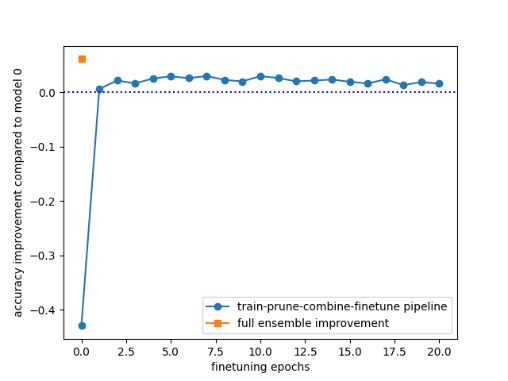 accuracy improvement compared to model 0
0.0
−0.1
−0.2
−0.3
−0.4
train-prune-combine-finetune pipeline
full ensemble improvement
0.0 2.5 5.0 7.5 10.0 12.5 15.0 17.5 20.0
finetuning epochs